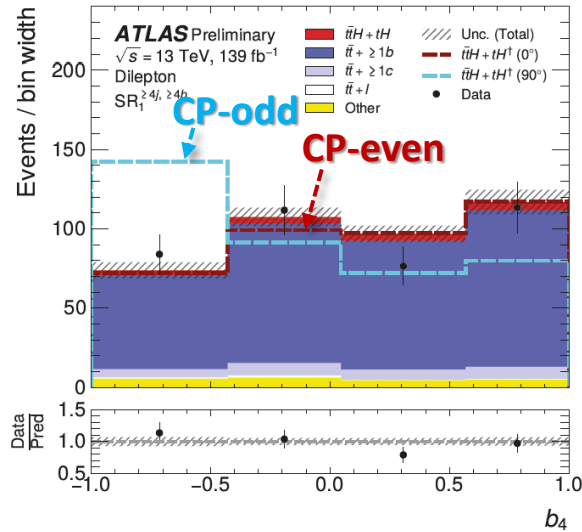 ATLAS Preliminary
√s = 13 TeV, 139 fb⁻¹
Dilepton
SR₁^{≥4j, ≥4b}
tt̄H + tH
tt̄ + ≥1b
tt̄ + ≥1c
tt̄ + l
Other
Unc. (Total)
tt̄H + tH† (0°)
tt̄H + tH† (90°)
Data
CP-odd
CP-even
Events / bin width
200
150
100
50
0
Data
Pred
1.5
1.0
0.5
-1.0
-0.5
0.0
0.5
1.0
b₄